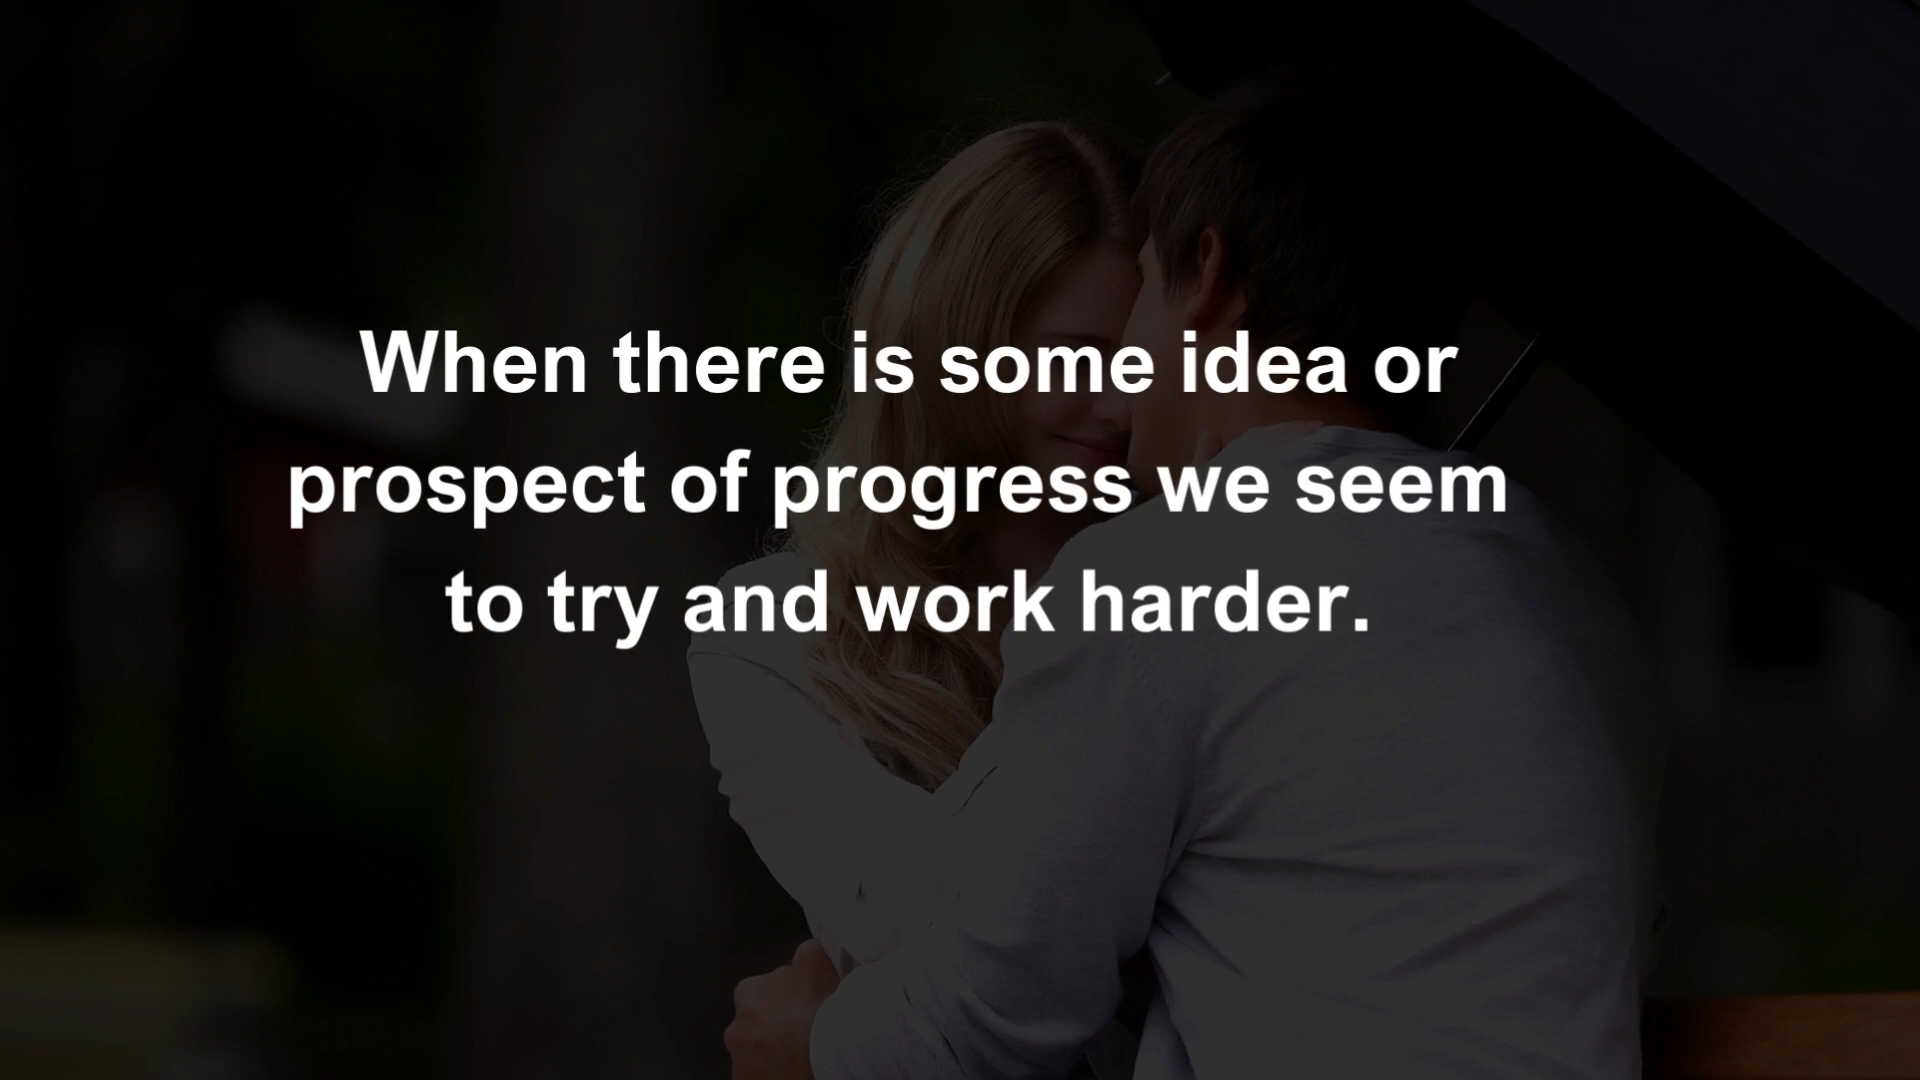 When there is some idea or
prospect of progress we seem
to try and work harder.